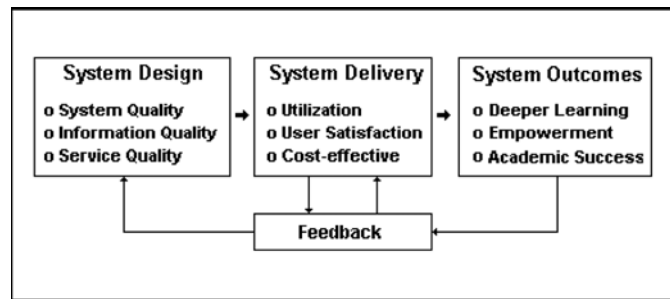 System Design
o System Quality
o Information Quality
o Service Quality
System Delivery
o Utilization
o User Satisfaction
o Cost-effective
System Outcomes
o Deeper Learning
o Empowerment
o Academic Success
Feedback